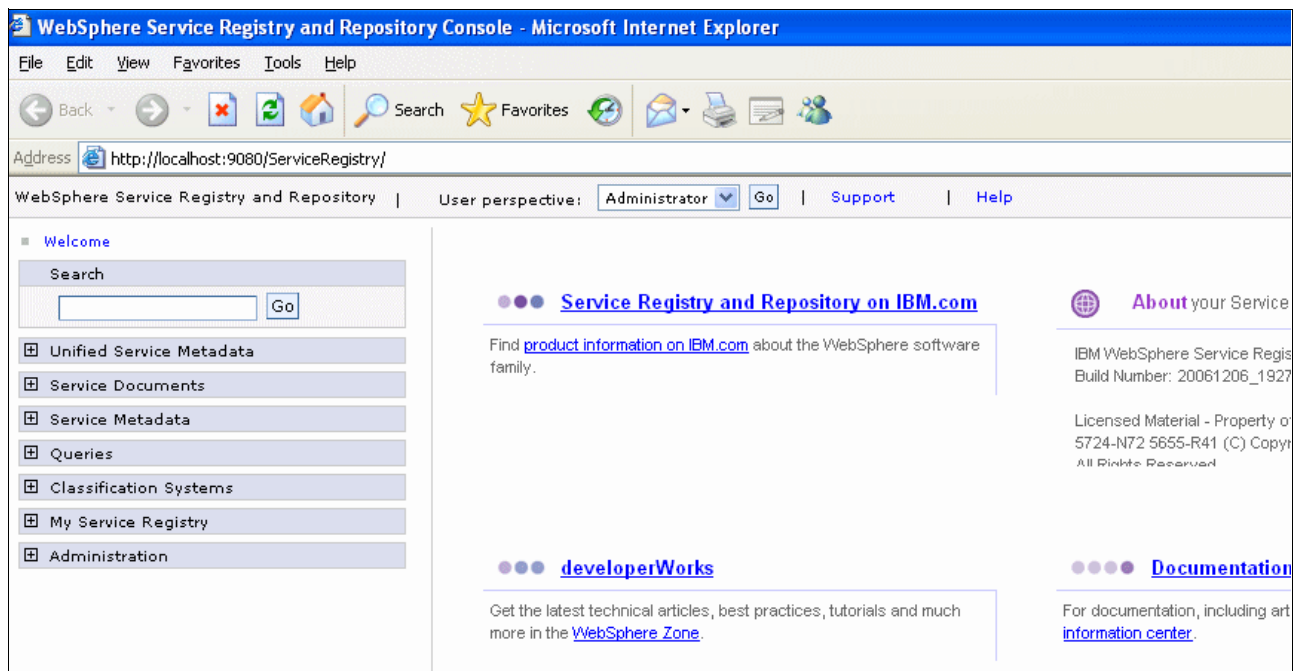 WebSphere Service Registry and Repository Console - Microsoft Internet Explorer
File Edit View Favorites Tools Help
Back Search Favorites
Address http://localhost:9080/ServiceRegistry/
WebSphere Service Registry and Repository | User perspective: Administrator Go | Support | Help
Welcome
Search
Go
Unified Service Metadata
Service Documents
Service Metadata
Queries
Classification Systems
My Service Registry
Administration
Service Registry and Repository on IBM.com
Find product information on IBM.com about the WebSphere software
family.
About your Service
IBM WebSphere Service Regis
Build Number: 20061206_1927
Licensed Material - Property o
5724-N72 5655-R41 (C) Copyr
All Rights Reserved
developerWorks
Get the latest technical articles, best practices, tutorials and much
more in the WebSphere Zone.
Documentation
For documentation, including art
information center.